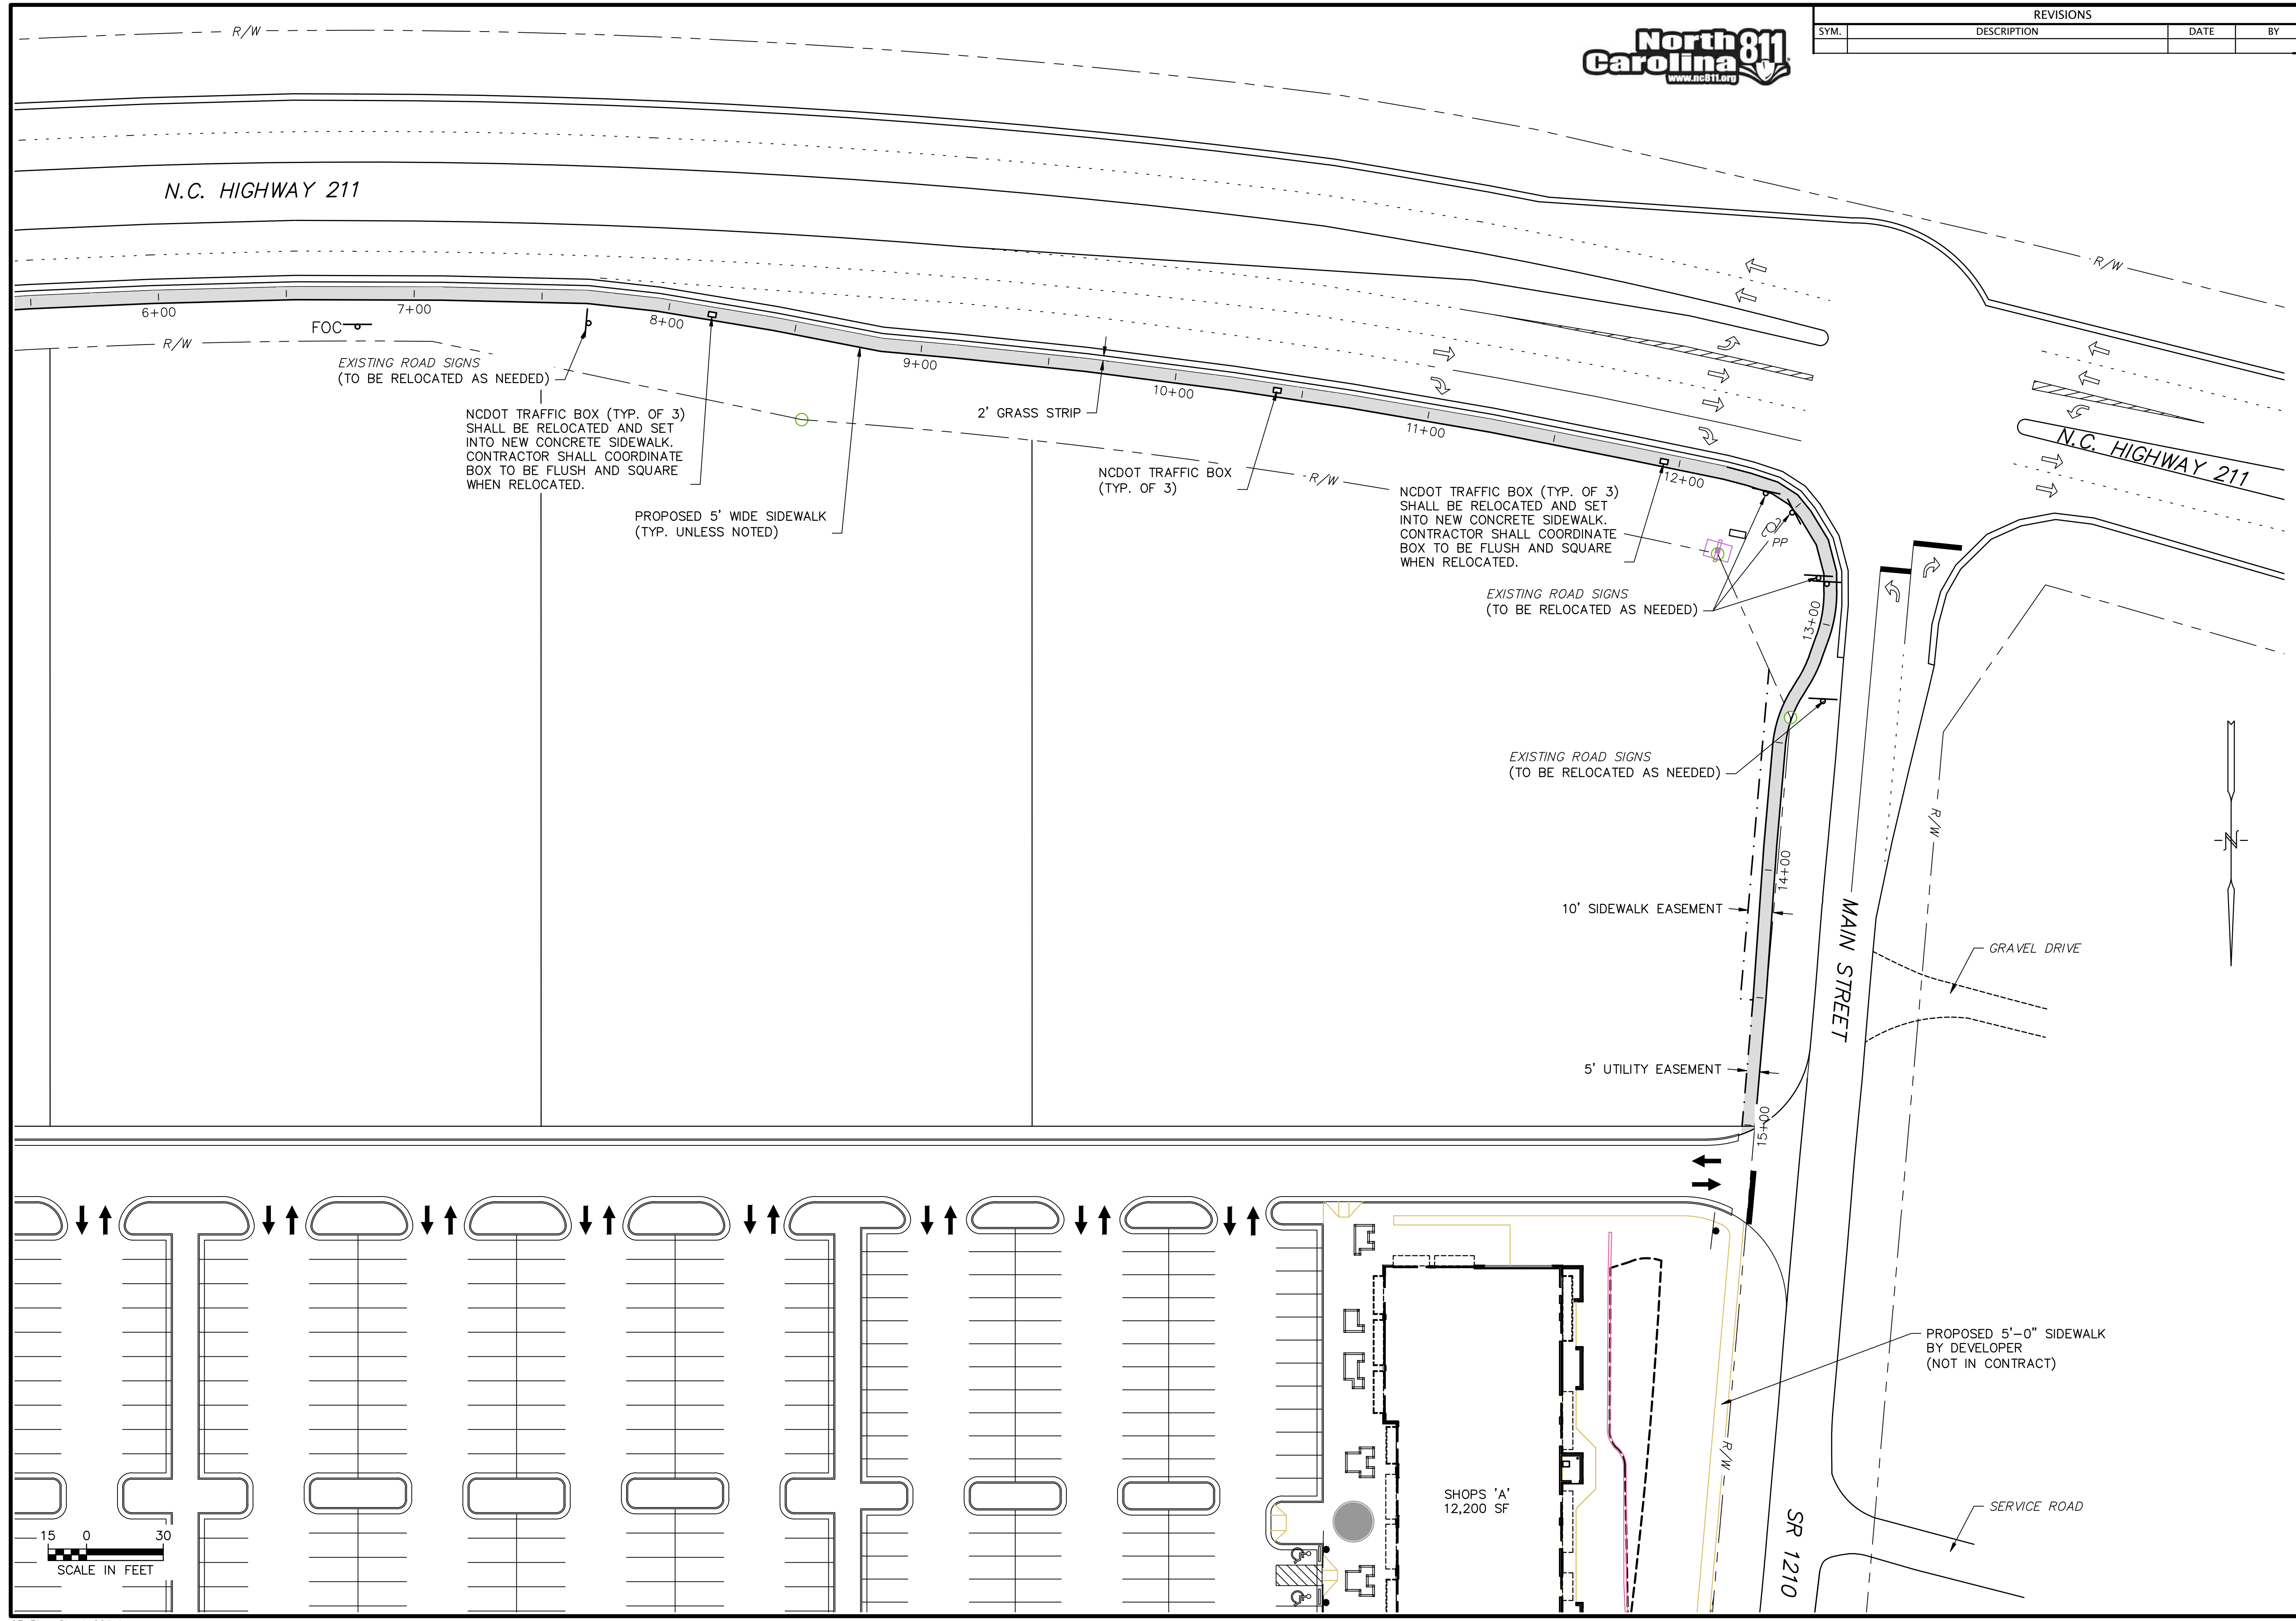 REVISIONS
SYM. DESCRIPTION DATE BY
North Carolina 811
www.nc811.org
R/W
R/W
N.C. HIGHWAY 211
6+00
7+00
8+00
9+00
10+00
11+00
12+00
13+00
14+00
15+00
FOC
R/W
EXISTING ROAD SIGNS
(TO BE RELOCATED AS NEEDED)
NCDOT TRAFFIC BOX (TYP. OF 3)
SHALL BE RELOCATED AND SET
INTO NEW CONCRETE SIDEWALK.
CONTRACTOR SHALL COORDINATE
BOX TO BE FLUSH AND SQUARE
WHEN RELOCATED.
PROPOSED 5' WIDE SIDEWALK
(TYP. UNLESS NOTED)
2' GRASS STRIP
NCDOT TRAFFIC BOX
(TYP. OF 3)
R/W
NCDOT TRAFFIC BOX (TYP. OF 3)
SHALL BE RELOCATED AND SET
INTO NEW CONCRETE SIDEWALK.
CONTRACTOR SHALL COORDINATE
BOX TO BE FLUSH AND SQUARE
WHEN RELOCATED.
PP
N.C. HIGHWAY 211
EXISTING ROAD SIGNS
(TO BE RELOCATED AS NEEDED)
EXISTING ROAD SIGNS
(TO BE RELOCATED AS NEEDED)
R/W
N
10' SIDEWALK EASEMENT
MAIN STREET
GRAVEL DRIVE
5' UTILITY EASEMENT
PROPOSED 5'-0" SIDEWALK
BY DEVELOPER
(NOT IN CONTRACT)
R/W
SHOPS 'A'
12,200 SF
SERVICE ROAD
SR 1210
15 0 30
SCALE IN FEET